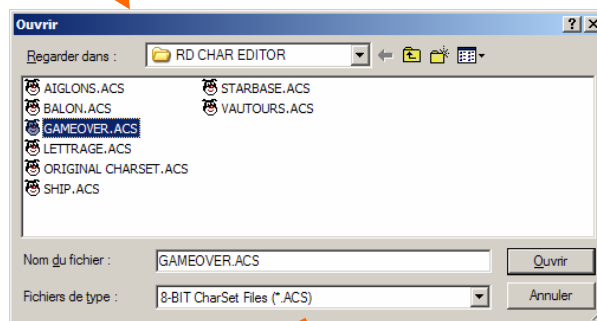 Ouvrir
Regarder dans :
RD CHAR EDITOR
AIGLONS.ACS
BALON.ACS
GAMEOVER.ACS
LETTRAGE.ACS
ORIGINAL CHARSET.ACS
SHIP.ACS
STARBASE.ACS
VAUTOURS.ACS
Nom du fichier :
GAMEOVER.ACS
Ouvrir
Fichiers de type :
8-BIT CharSet Files (*.ACS)
Annuler